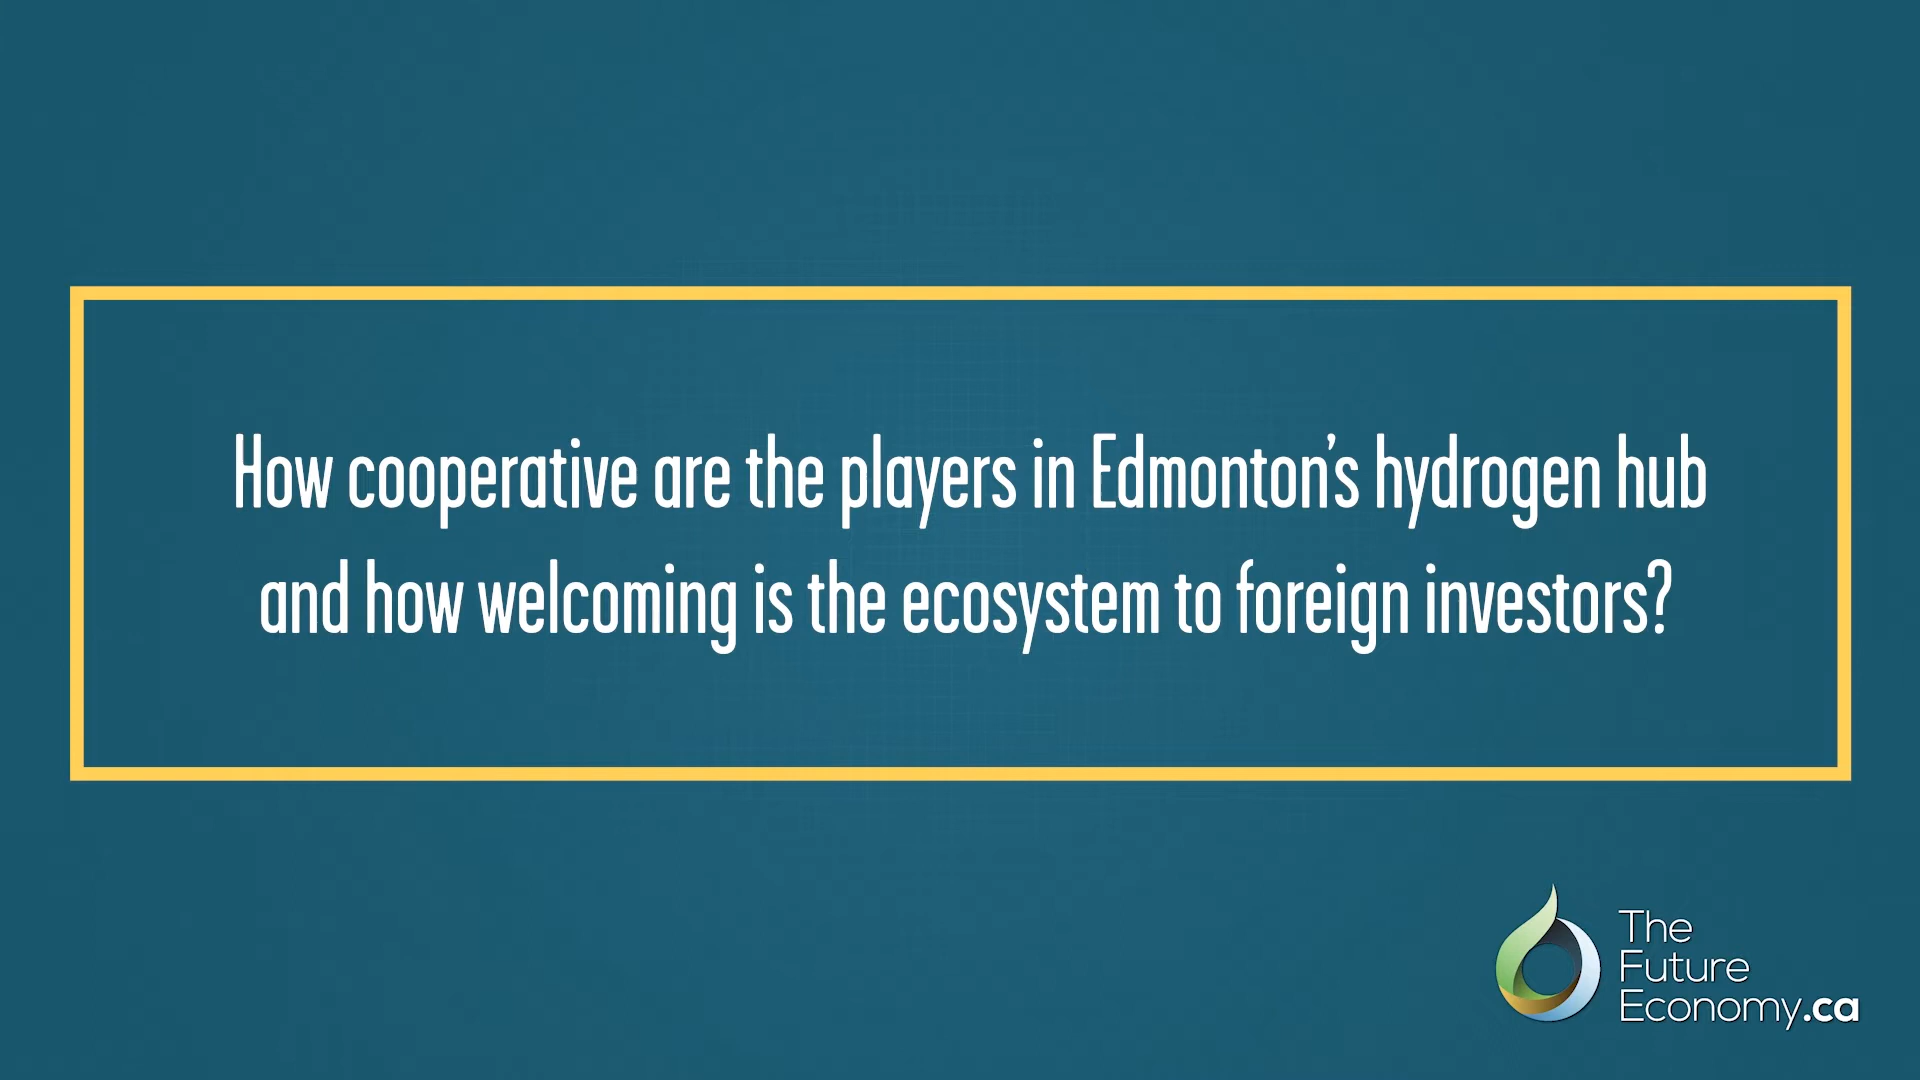 How cooperative are the players in Edmonton's hydrogen hub
and how welcoming is the ecosystem to foreign investors?
The
Future
Economy.ca